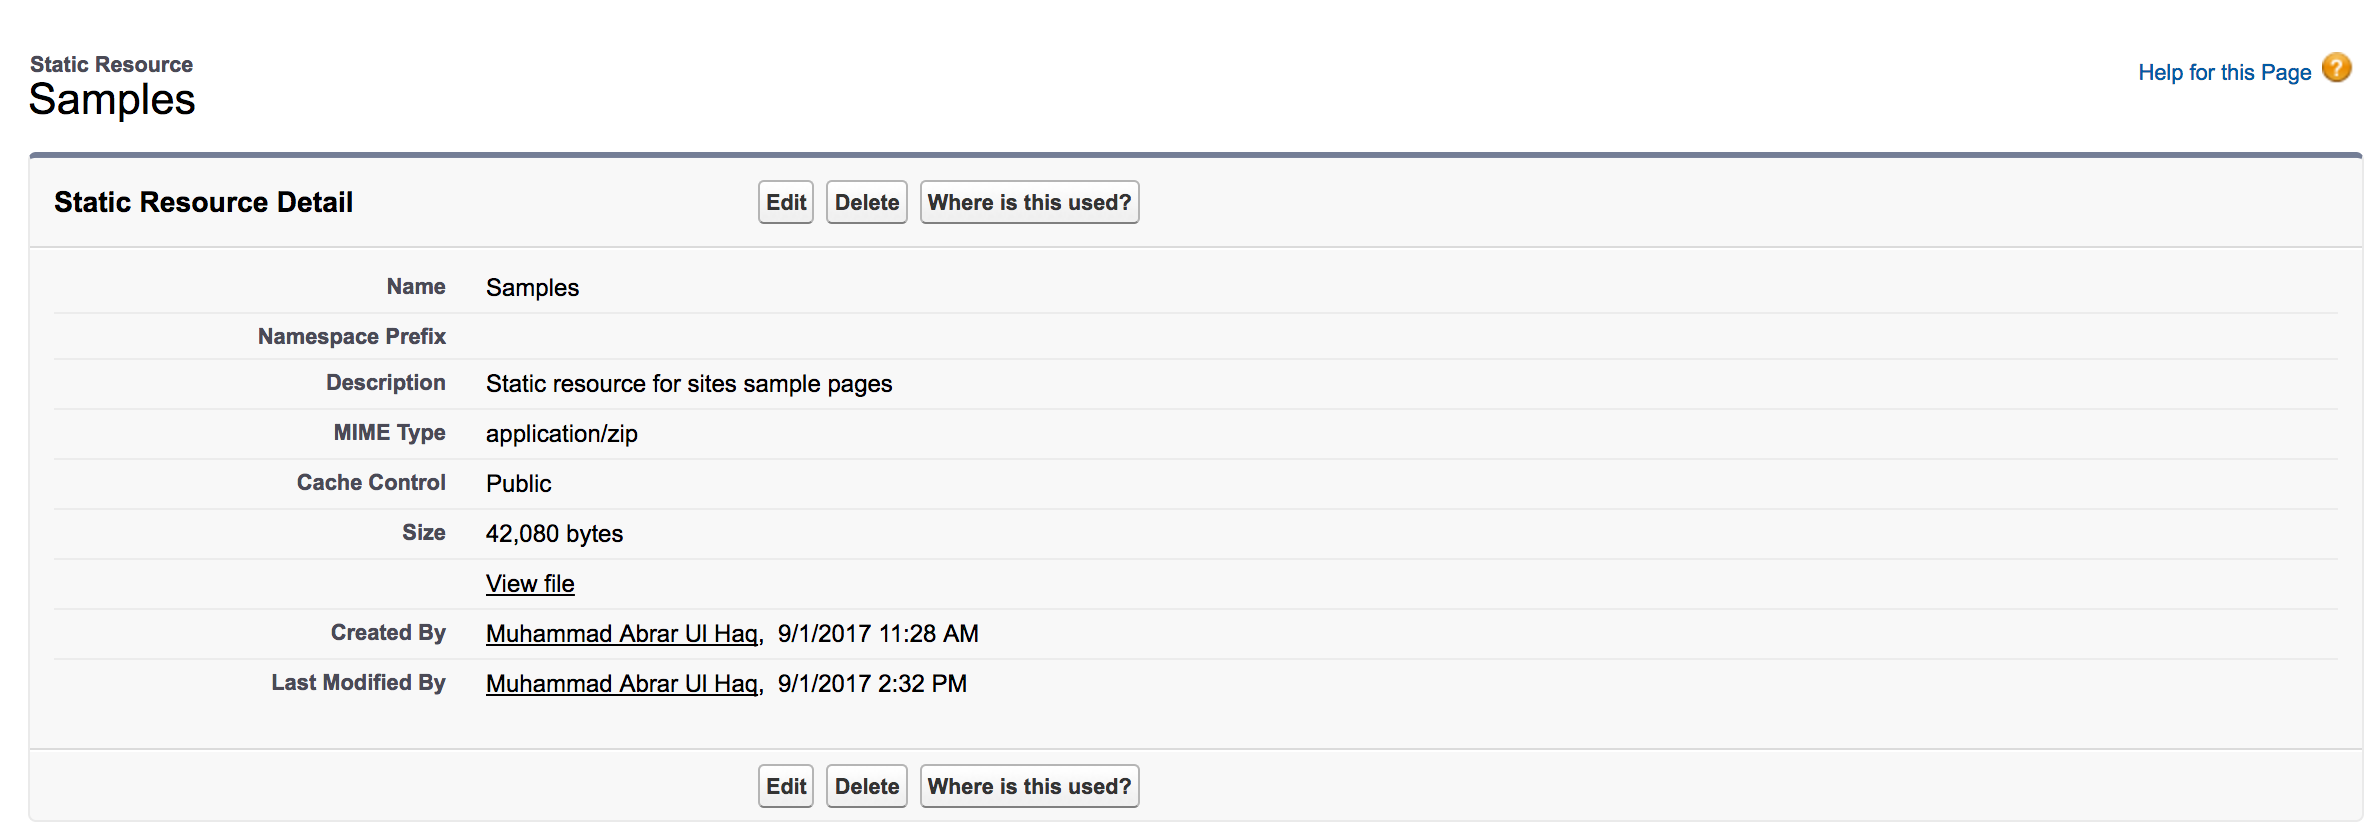 Static Resource
Samples
Help for this Page ?
Static Resource Detail Edit Delete Where is this used?
Name Samples
Namespace Prefix
Description Static resource for sites sample pages
MIME Type application/zip
Cache Control Public
Size 42,080 bytes
View file
Created By Muhammad Abrar Ul Haq, 9/1/2017 11:28 AM
Last Modified By Muhammad Abrar Ul Haq, 9/1/2017 2:32 PM
Edit Delete Where is this used?